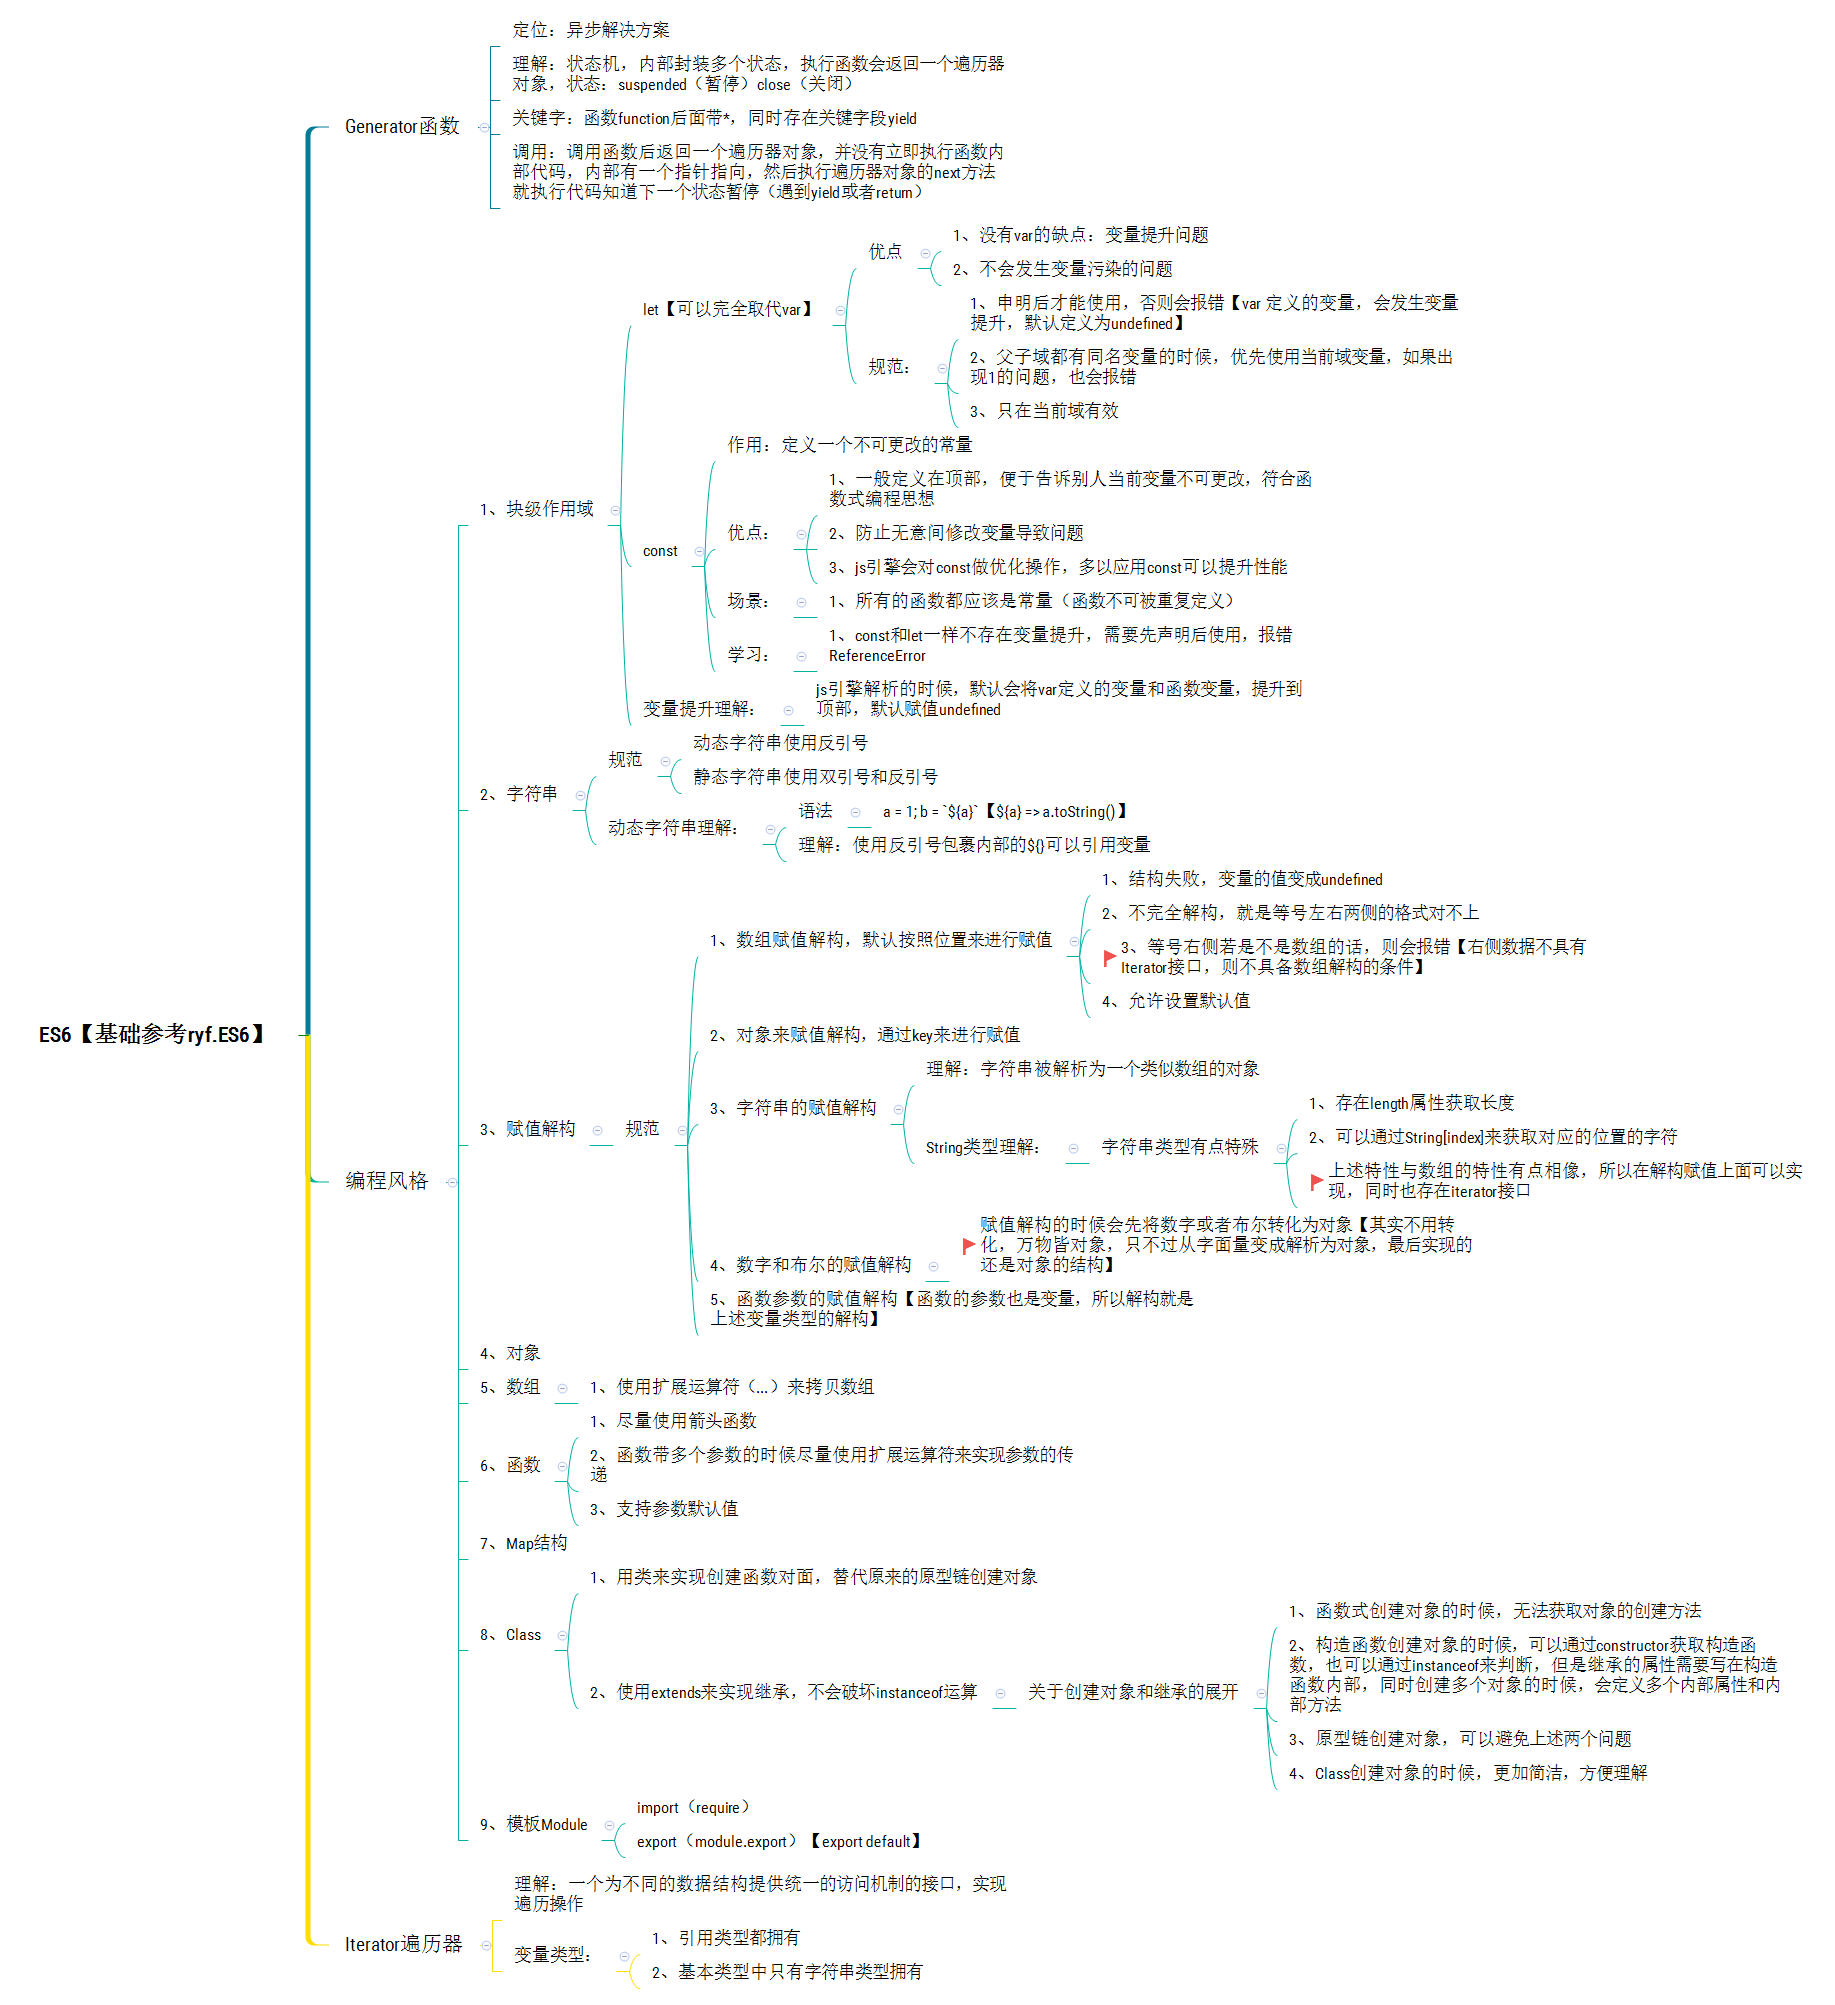 ES6【基础参考ryf.ES6】
Generator函数
定位：异步解决方案
理解：状态机，内部封装多个状态，执行函数会返回一个遍历器
对象，状态：suspended（暂停）close（关闭）
关键字：函数function后面带*，同时存在关键字段yield
调用：调用函数后返回一个遍历器对象，并没有立即执行函数内
部代码，内部有一个指针指向，然后执行遍历器对象的next方法
就执行代码知道下一个状态暂停（遇到yield或者return）
编程风格
1、块级作用域
let【可以完全取代var】
优点
1、没有var的缺点：变量提升问题
2、不会发生变量污染的问题
规范：
1、申明后才能使用，否则会报错【var 定义的变量，会发生变量
提升，默认定义为undefined】
2、父子域都有同名变量的时候，优先使用当前域变量，如果出
现1的问题，也会报错
3、只在当前域有效
const
作用：定义一个不可更改的常量
优点：
1、一般定义在顶部，便于告诉别人当前变量不可更改，符合函
数式编程思想
2、防止无意间修改变量导致问题
3、js引擎会对const做优化操作，多以应用const可以提升性能
场景：
1、所有的函数都应该是常量（函数不可被重复定义）
学习：
1、const和let一样不存在变量提升，需要先声明后使用，报错
ReferenceError
变量提升理解：
js引擎解析的时候，默认会将var定义的变量和函数变量，提升到
顶部，默认赋值undefined
2、字符串
规范
动态字符串使用反引号
静态字符串使用双引号和反引号
动态字符串理解：
语法
a = 1; b = `${a}`【${a} => a.toString()】
理解：使用反引号包裹内部的${}可以引用变量
3、赋值解构
规范
1、数组赋值解构，默认按照位置来进行赋值
1、结构失败，变量的值变成undefined
2、不完全解构，就是等号左右两侧的格式对不上
3、等号右侧若是不是数组的话，则会报错【右侧数据不具有
Iterator接口，则不具备数组解构的条件】
4、允许设置默认值
2、对象来赋值解构，通过key来进行赋值
3、字符串的赋值解构
理解：字符串被解析为一个类似数组的对象
String类型理解：
字符串类型有点特殊
1、存在length属性获取长度
2、可以通过String[index]来获取对应的位置的字符
上述特性与数组的特性有点相像，所以在解构赋值上面可以实
现，同时也存在iterator接口
4、数字和布尔的赋值解构
赋值解构的时候会先将数字或者布尔转化为对象【其实不用转
化，万物皆对象，只不过从字面量变成解析为对象，最后实现的
还是对象的结构】
5、函数参数的赋值解构【函数的参数也是变量，所以解构就是
上述变量类型的解构】
4、对象
5、数组
1、使用扩展运算符（...）来拷贝数组
6、函数
1、尽量使用箭头函数
2、函数带多个参数的时候尽量使用扩展运算符来实现参数的传
递
3、支持参数默认值
7、Map结构
8、Class
1、用类来实现创建函数对面，替代原来的原型链创建对象
2、使用extends来实现继承，不会破坏instanceof运算
关于创建对象和继承的展开
1、函数式创建对象的时候，无法获取对象的创建方法
2、构造函数创建对象的时候，可以通过constructor获取构造函
数，也可以通过instanceof来判断，但是继承的属性需要写在构造
函数内部，同时创建多个对象的时候，会定义多个内部属性和内
部方法
3、原型链创建对象，可以避免上述两个问题
4、Class创建对象的时候，更加简洁，方便理解
9、模板Module
import（require）
export（module.export）【export default】
Iterator遍历器
理解：一个为不同的数据结构提供统一的访问机制的接口，实现
遍历操作
变量类型：
1、引用类型都拥有
2、基本类型中只有字符串类型拥有